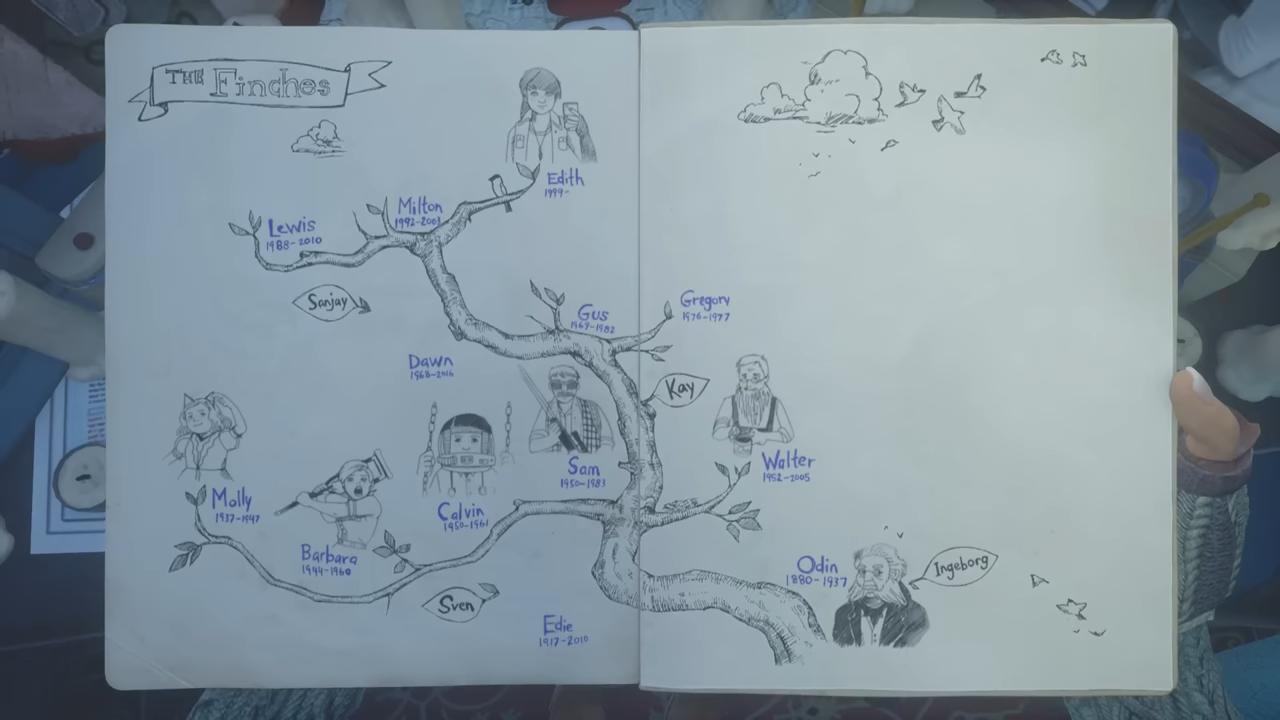 THE Finches
Edith
1999-
Milton
1992-2003
Lewis
1988-2010
Sanjay
Gregory
1976-1977
Gus
1969-1982
Dawn
1968-2016
Kay
Sam
1950-1983
Walter
1952-2005
Molly
1937-1947
Calvin
1950-1961
Barbara
1944-1960
Sven
Odin
1880-1937
Ingeborg
Edie
1917-2010